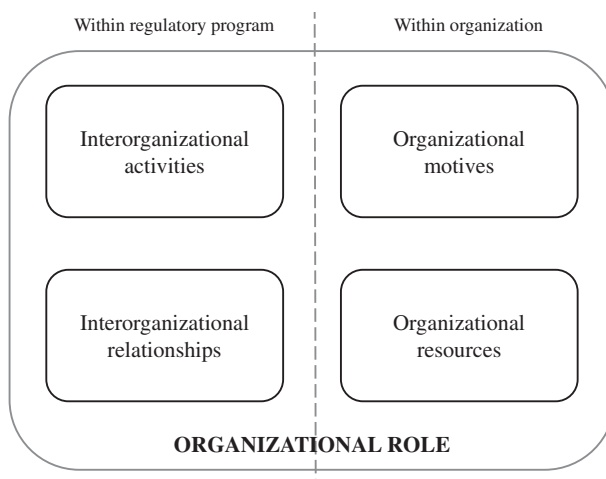 Within regulatory program
Within organization
Interorganizational
activities
Organizational
motives
Interorganizational
relationships
Organizational
resources
ORGANIZATIONAL ROLE